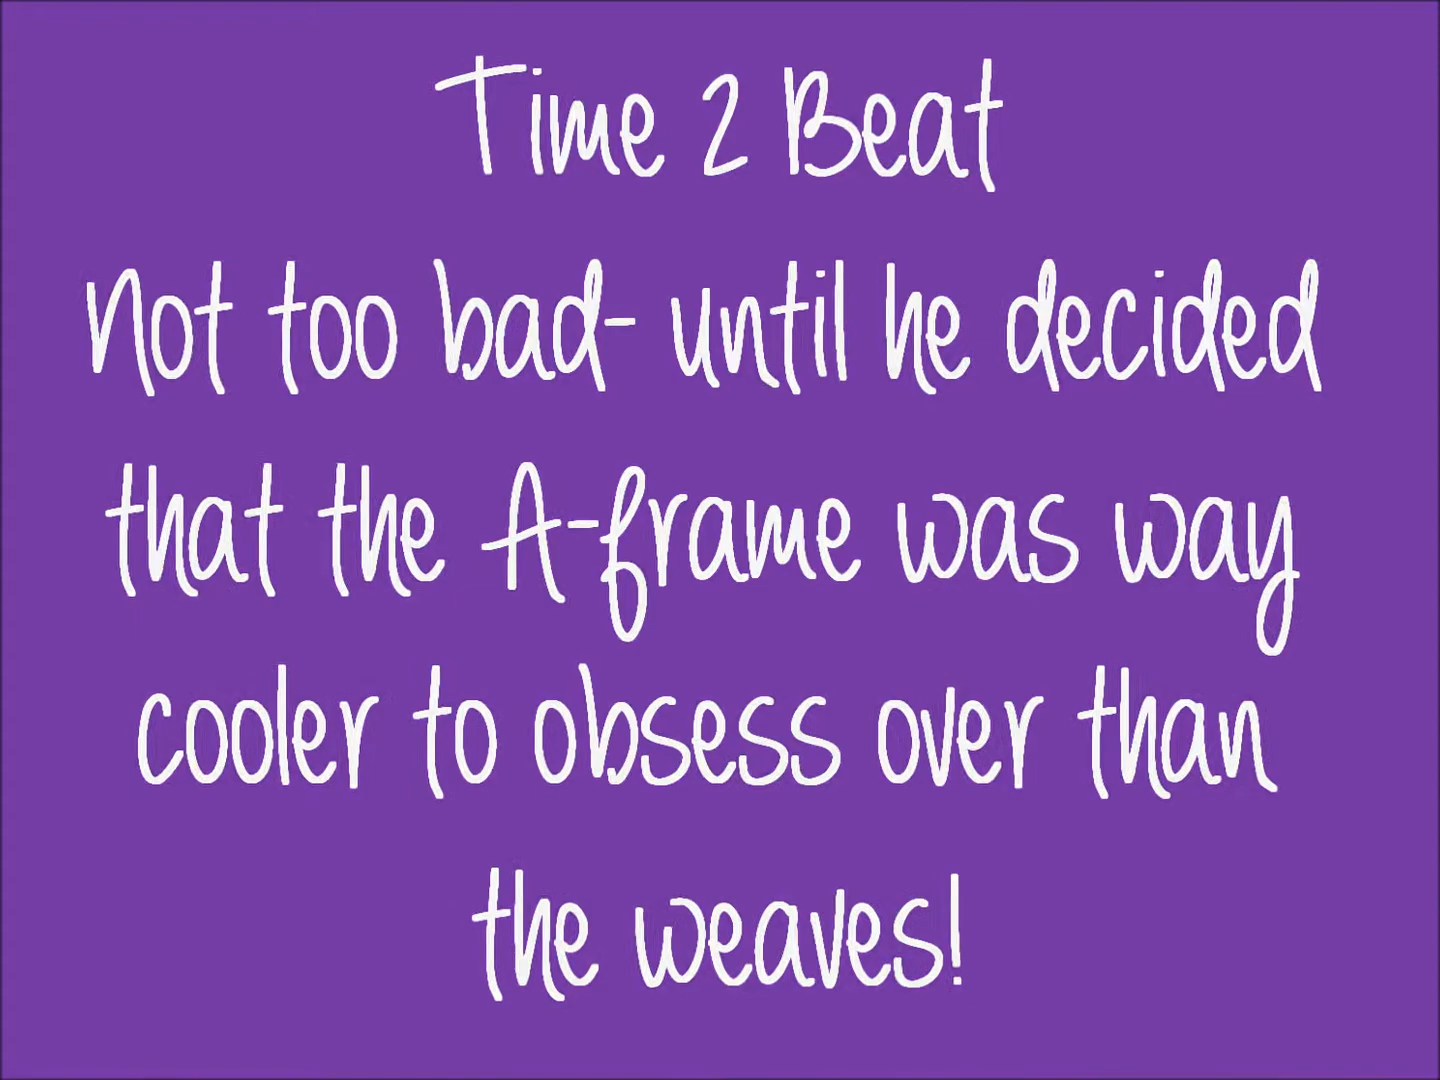 Time 2 Beat
Not too bad- until he decided
that the A-frame was way
cooler to obsess over than
the weaves!